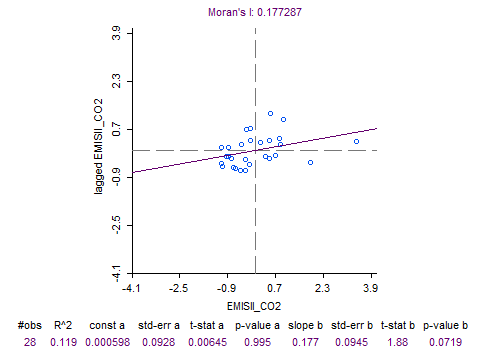 Moran's I: 0.177287
3.9
2.3
0.7
-0.9
-2.5
-4.1
lagged EMISII_CO2
-4.1 -2.5 -0.9 0.7 2.3 3.9
EMISII_CO2
#obs R^2 const a std-err a t-stat a p-value a slope b std-err b t-stat b p-value b
28 0.119 0.000598 0.0928 0.00645 0.995 0.177 0.0945 1.88 0.0719